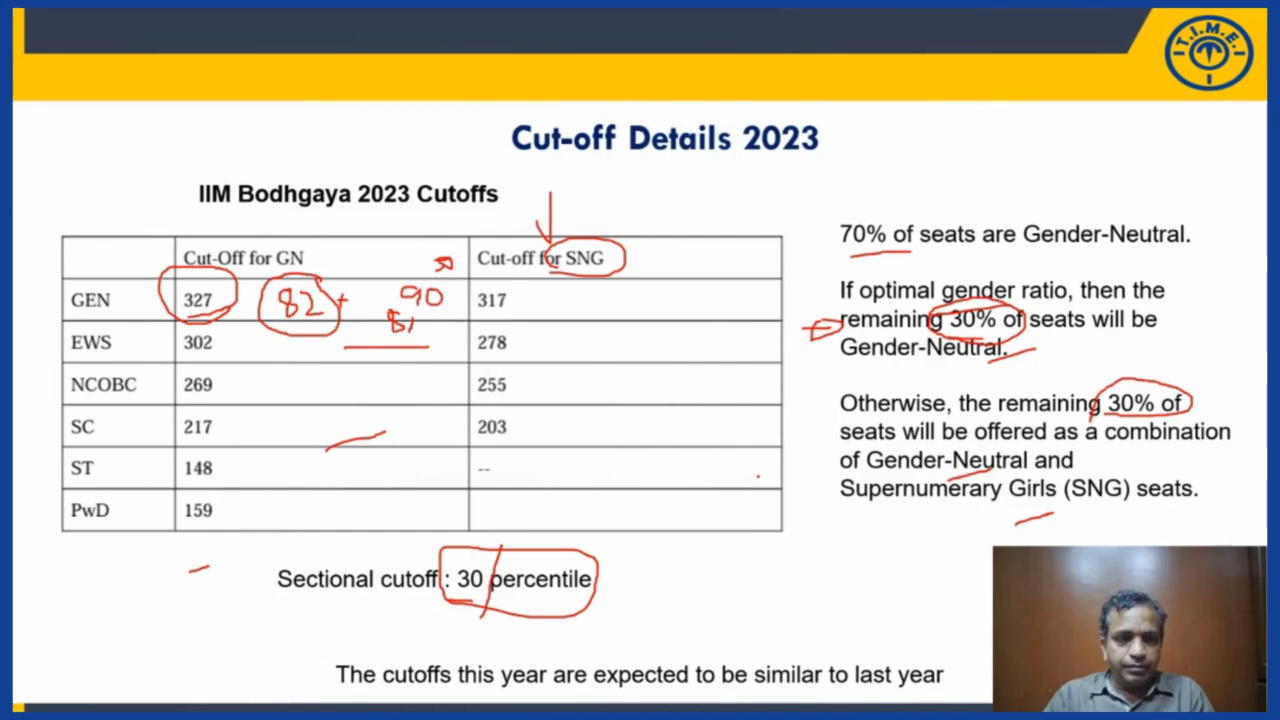 T.I.M.E.
Cut-off Details 2023
IIM Bodhgaya 2023 Cutoffs
Cut-Off for GN Cut-off for SNG
GEN 327 82+ 90 317
81
EWS 302 278
NCOBC 269 255
SC 217 203
ST 148 --
PwD 159
Sectional cutoff : 30 percentile
70% of seats are Gender-Neutral.
If optimal gender ratio, then the
remaining 30% of seats will be
Gender-Neutral.
Otherwise, the remaining 30% of
seats will be offered as a combination
of Gender-Neutral and
Supernumerary Girls (SNG) seats.
The cutoffs this year are expected to be similar to last year